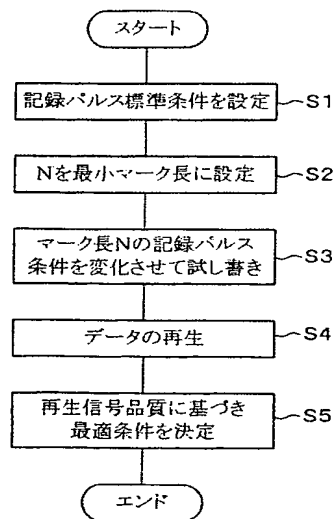 スタート
記録パルス標準条件を設定
S1
Nを最小マーク長に設定
S2
マーク長Nの記録パルス
条件を変化させて試し書き
S3
データの再生
S4
再生信号品質に基づき
最適条件を決定
S5
エンド